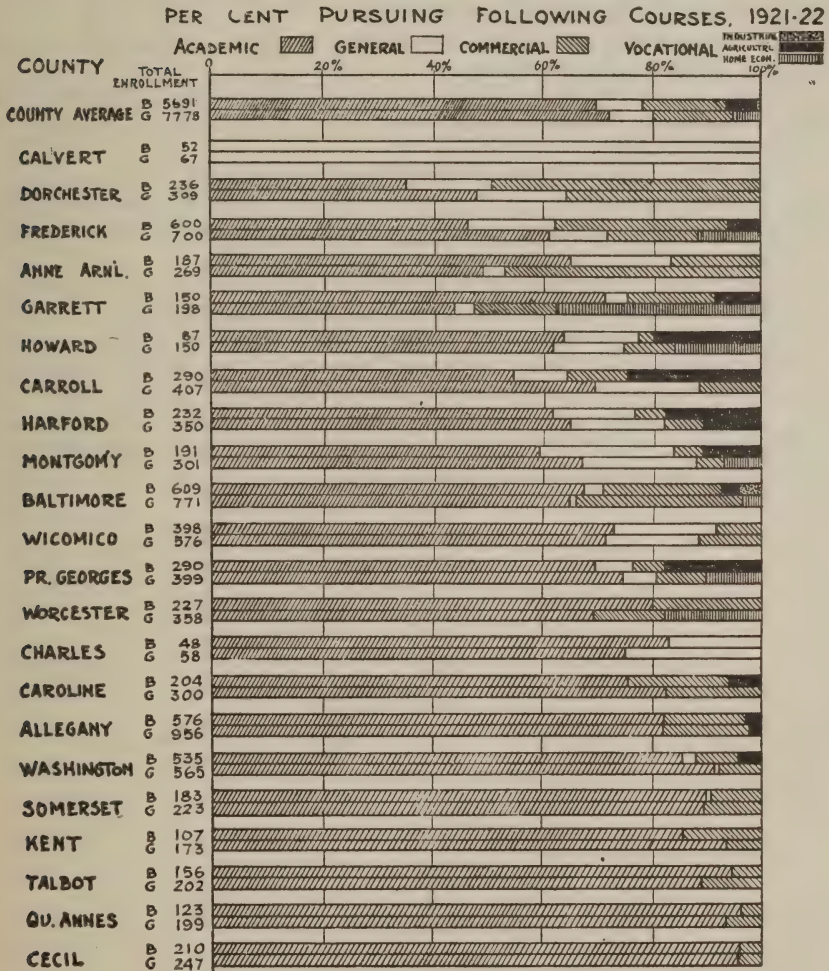 PER CENT PURSUING FOLLOWING COURSES, 1921-22
ACADEMIC GENERAL COMMERCIAL VOCATIONAL INDUSTRIAL
AGRICULTRL
HOME ECON.
COUNTY TOTAL ENROLLMENT 0 20% 40% 60% 80% 100%
COUNTY AVERAGE B 5691
G 7778
CALVERT B 52
G 67
DORCHESTER B 236
G 309
FREDERICK B 600
G 700
ANNE ARN'L. B 187
G 269
GARRETT B 150
G 198
HOWARD B 87
G 150
CARROLL B 290
G 407
HARFORD B 232
G 350
MONTGOMY B 191
G 301
BALTIMORE B 609
G 771
WICOMICO B 398
G 576
PR. GEORGES B 290
G 399
WORCESTER B 227
G 358
CHARLES B 48
G 58
CAROLINE B 204
G 300
ALLEGANY B 576
G 956
WASHINGTON B 535
G 565
SOMERSET B 183
G 223
KENT B 107
G 173
TALBOT B 156
G 202
QU. ANNES B 123
G 199
CECIL B 210
G 247